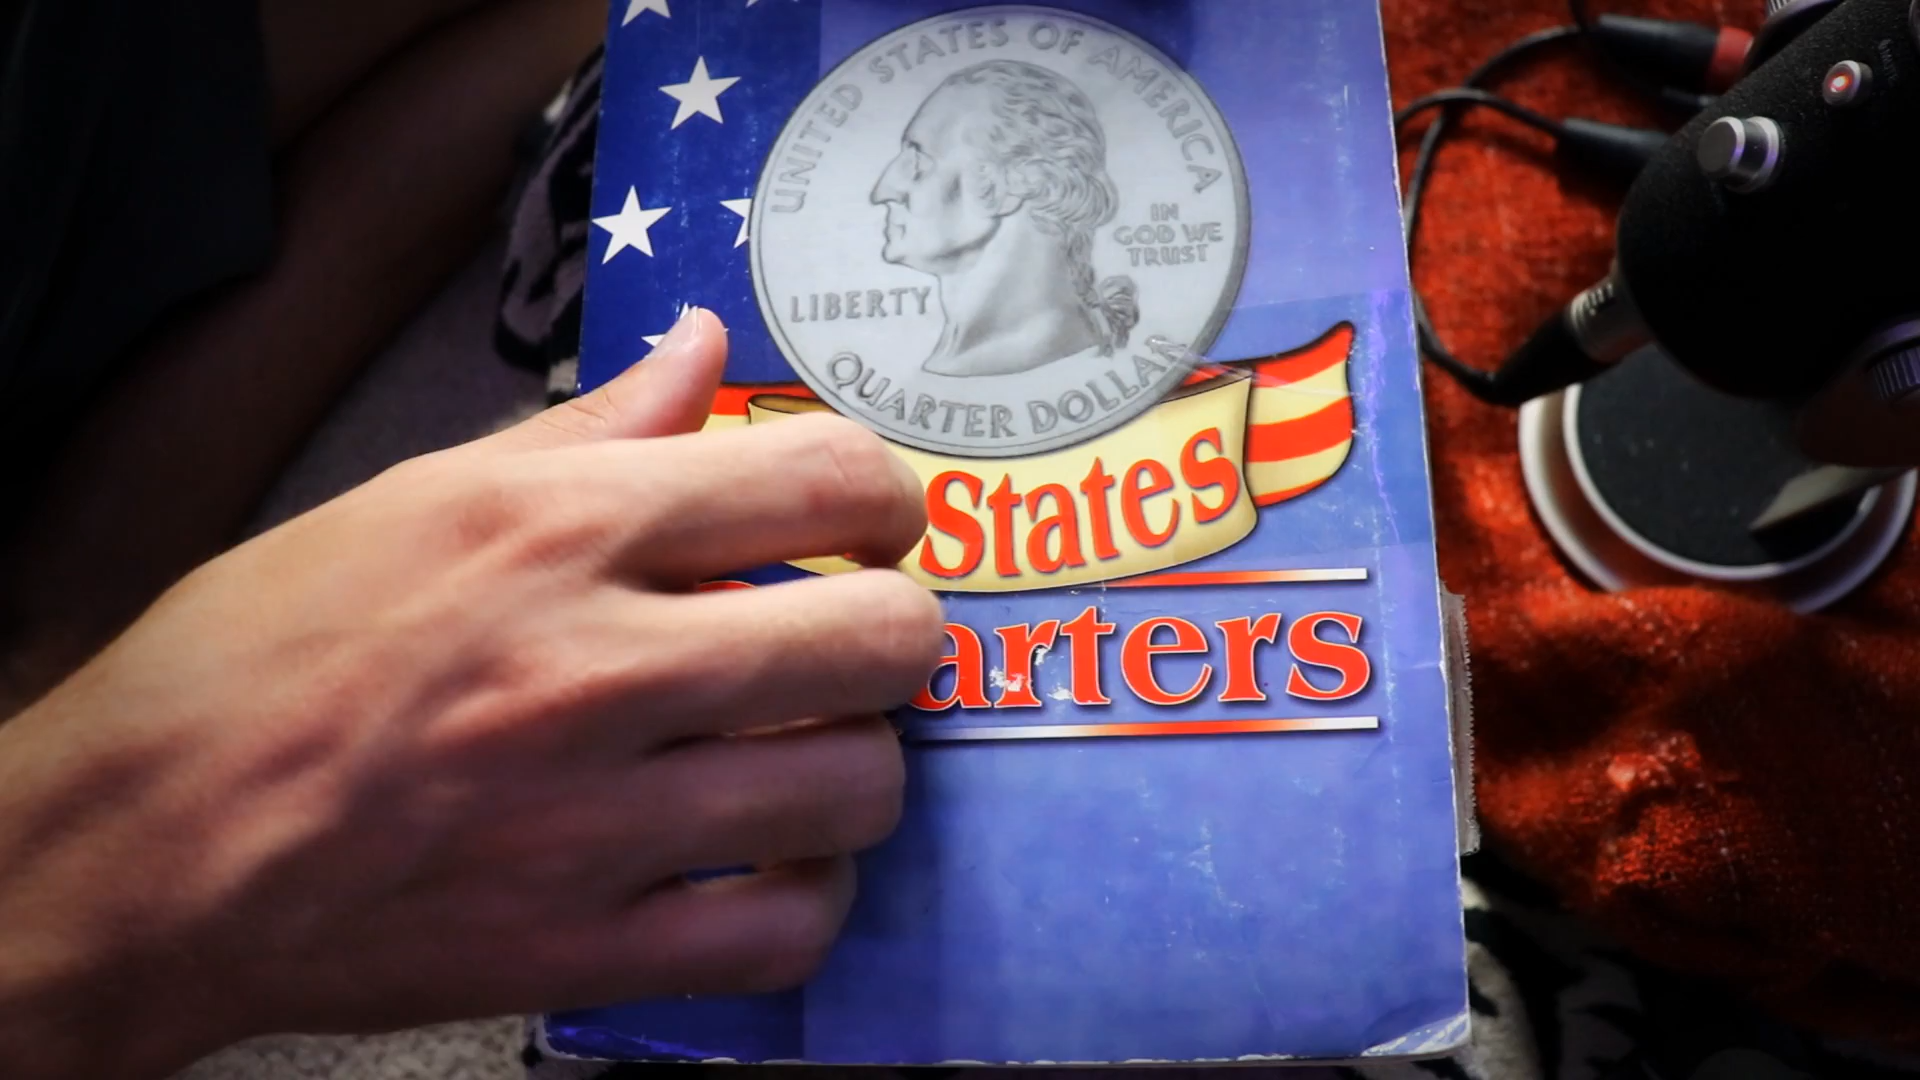 UNITED STATES OF AMERICA
IN
GOD WE
TRUST
LIBERTY
QUARTER DOLLAR
States
arters